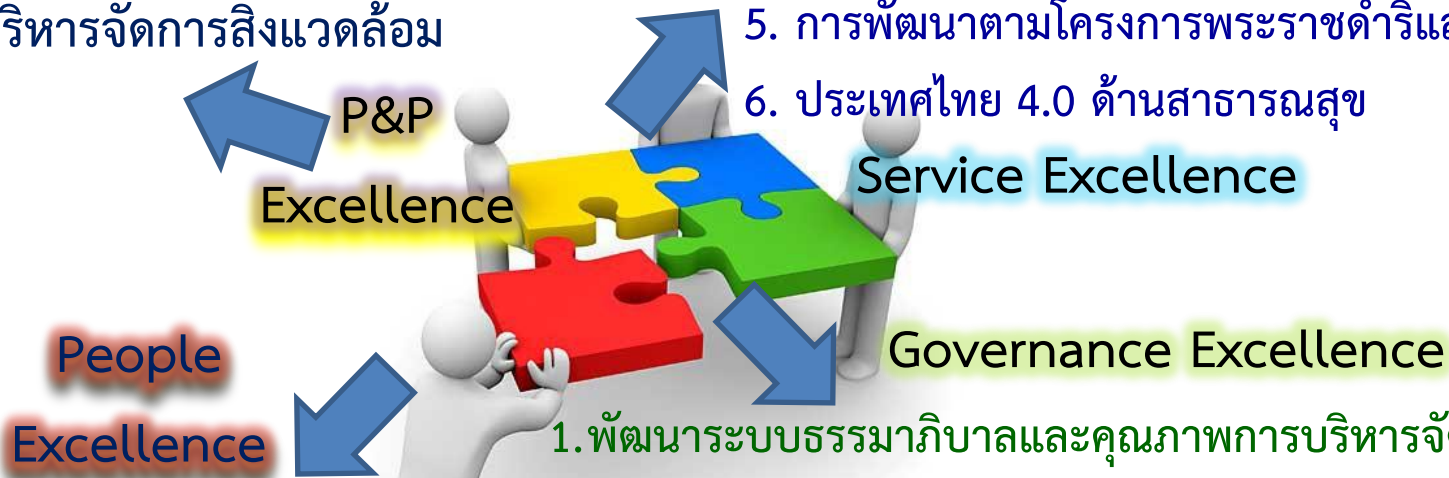 ริหารจัดการสิ่งแวดล้อม
5. การพัฒนาตามโครงการพระราชดำริแล
6. ประเทศไทย 4.0 ด้านสาธารณสุข
P&P
Excellence
Service Excellence
People
Excellence
Governance Excellence
1.พัฒนาระบบธรรมาภิบาลและคุณภาพการบริหารจั